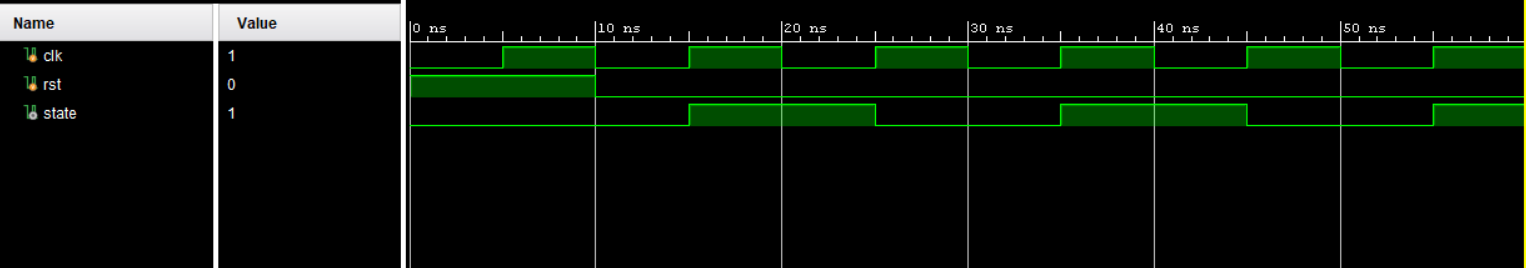 Name Value
0 ns 10 ns 20 ns 30 ns 40 ns 50 ns
clk 1
rst 0
state 1